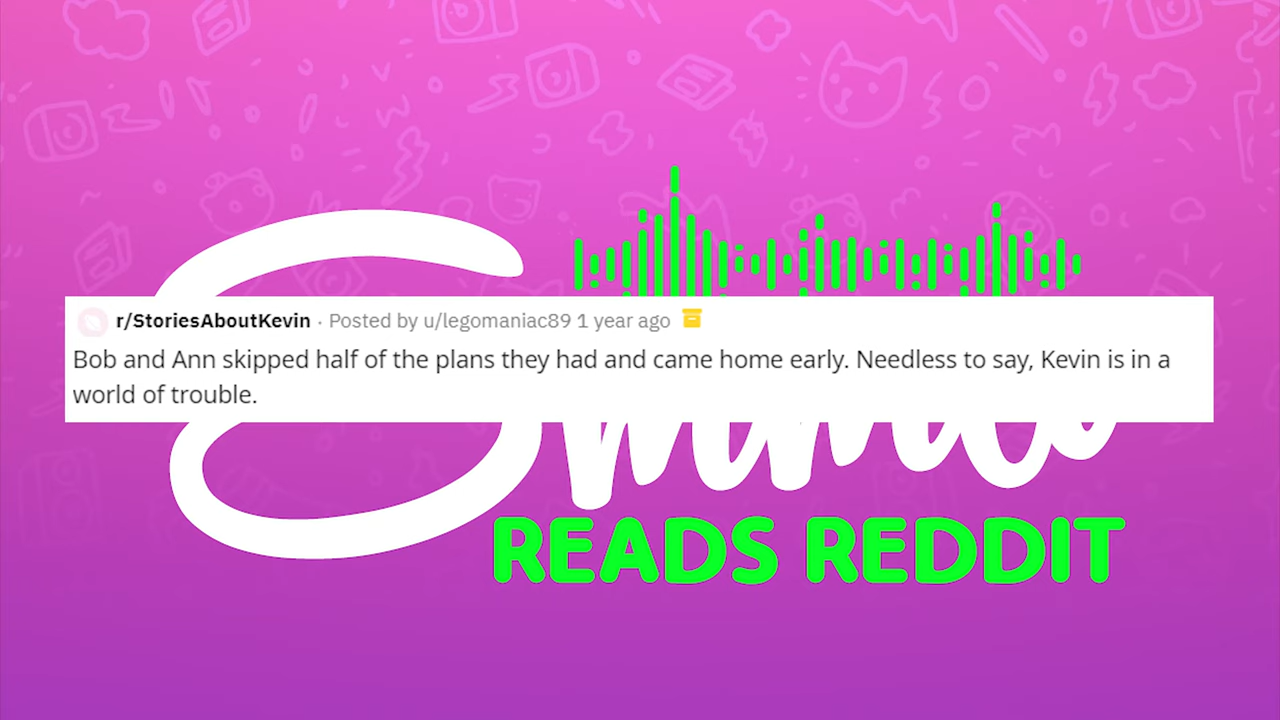 r/StoriesAboutKevin · Posted by u/legomaniac89 1 year ago
Bob and Ann skipped half of the plans they had and came home early. Needless to say, Kevin is in a
world of trouble.
READS REDDIT